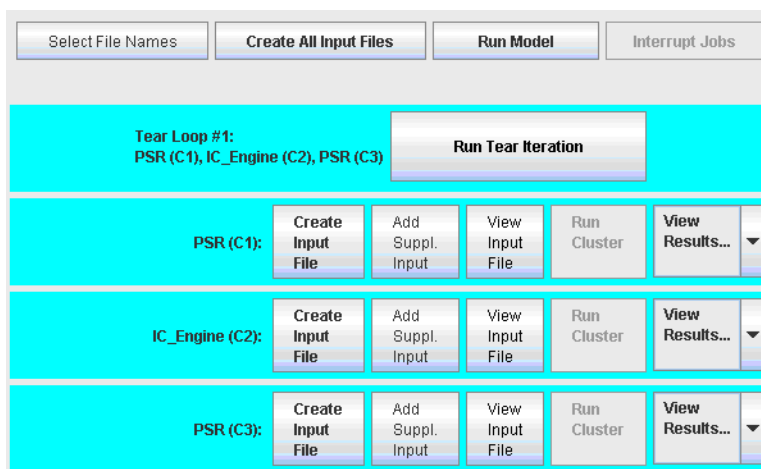 Select File Names Create All Input Files Run Model Interrupt Jobs
Tear Loop #1:
PSR (C1), IC_Engine (C2), PSR (C3)
Run Tear Iteration
PSR (C1):
Create
Input
File
Add
Suppl.
Input
View
Input
File
Run
Cluster
View
Results...
IC_Engine (C2):
Create
Input
File
Add
Suppl.
Input
View
Input
File
Run
Cluster
View
Results...
PSR (C3):
Create
Input
File
Add
Suppl.
Input
View
Input
File
Run
Cluster
View
Results...